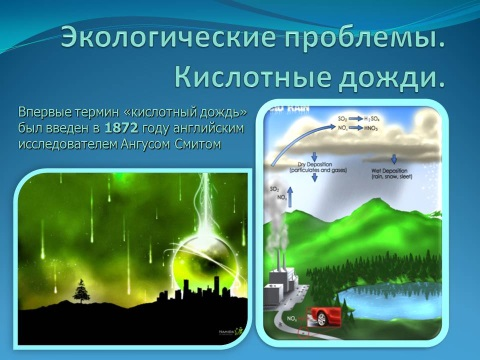 Экологические проблемы.
Кислотные дожди.
Впервые термин «кислотный дождь»
был введен в 1872 году английским
исследователем Ангусом Смитом
SO₂ → H₂SO₄
NOₓ → HNO₃
Dry Deposition
(particulates and gases)
Wet Deposition
(rain, snow, sleet)
SO₂
NOₓ
NOₓ